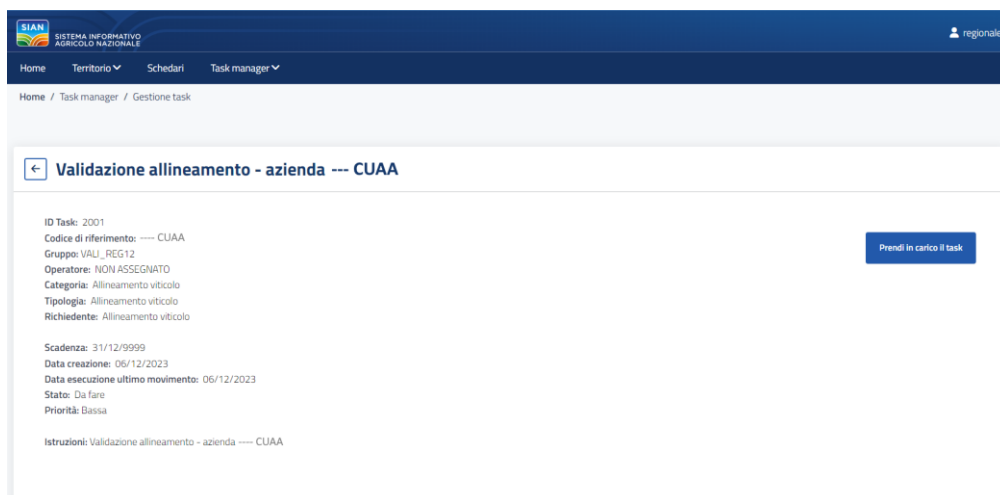 SIAN
SISTEMA INFORMATIVO
AGRICOLO NAZIONALE
regionale
Home Territorio Schedari Task manager
Home / Task manager / Gestione task
Validazione allineamento - azienda --- CUAA
ID Task: 2001
Codice di riferimento: ---- CUAA
Prendi in carico il task
Gruppo: VALI_REG12
Operatore: NON ASSEGNATO
Categoria: Allineamento viticolo
Tipologia: Allineamento viticolo
Richiedente: Allineamento viticolo
Scadenza: 31/12/9999
Data creazione: 06/12/2023
Data esecuzione ultimo movimento: 06/12/2023
Stato: Da fare
Priorità: Bassa
Istruzioni: Validazione allineamento - azienda ---- CUAA